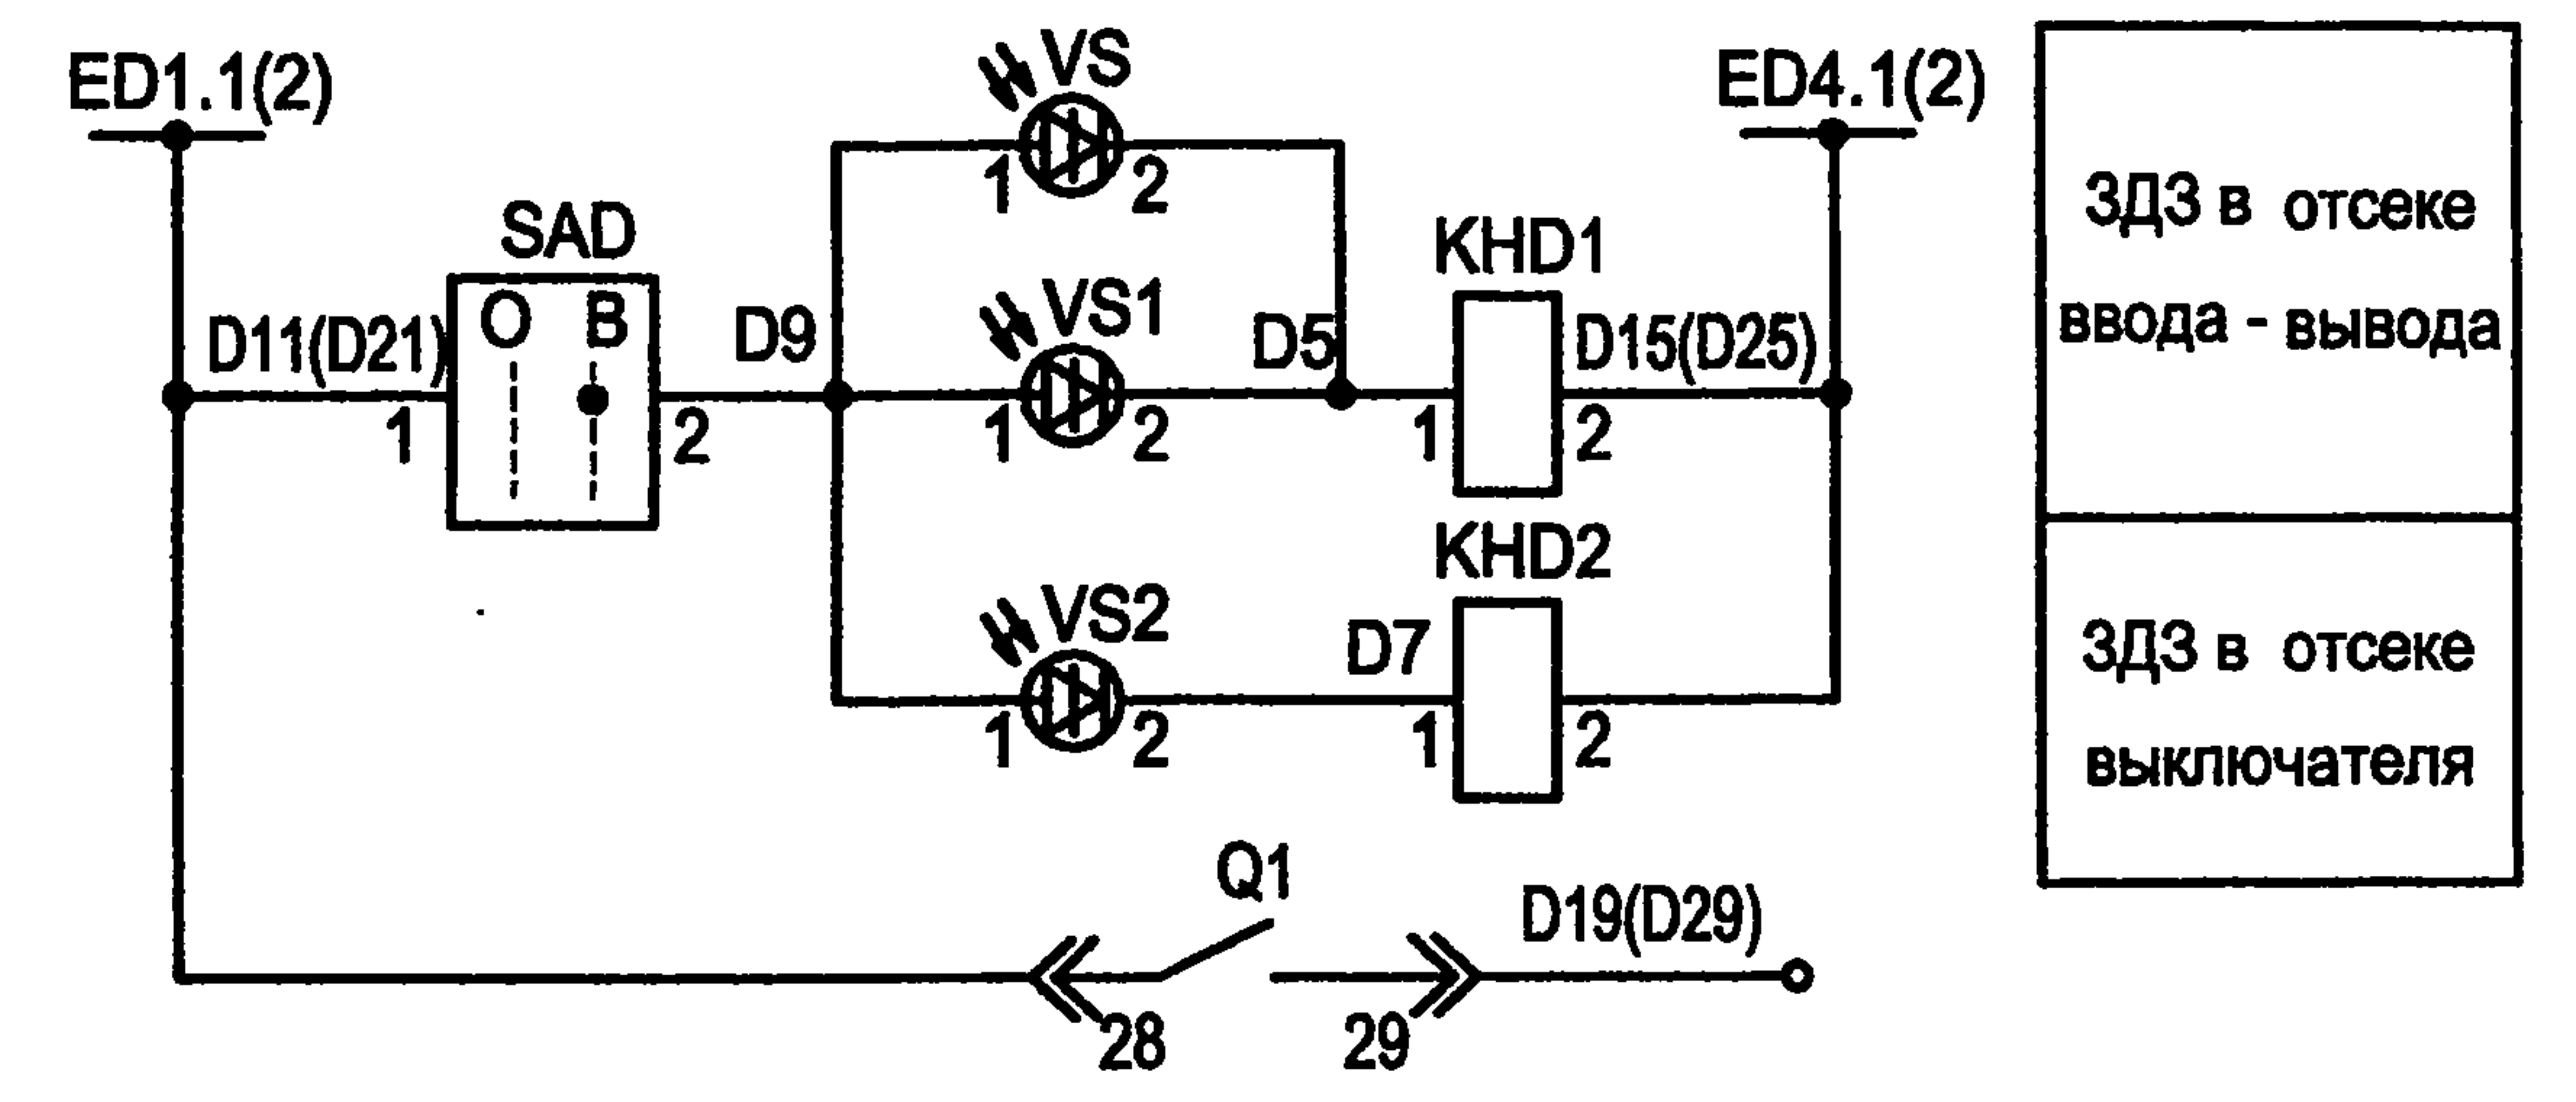 ED1.1(2)
VS
ED4.1(2)
1
2
SAD
O B
D11(D21)
1
2
D9
VS1
1
2
D5
KHD1
1
2
D15(D25)
VS2
1
2
D7
KHD2
1
2
Q1
28
29
D19(D29)
ЗДЗ в отсеке
ввода - вывода
ЗДЗ в отсеке
выключателя